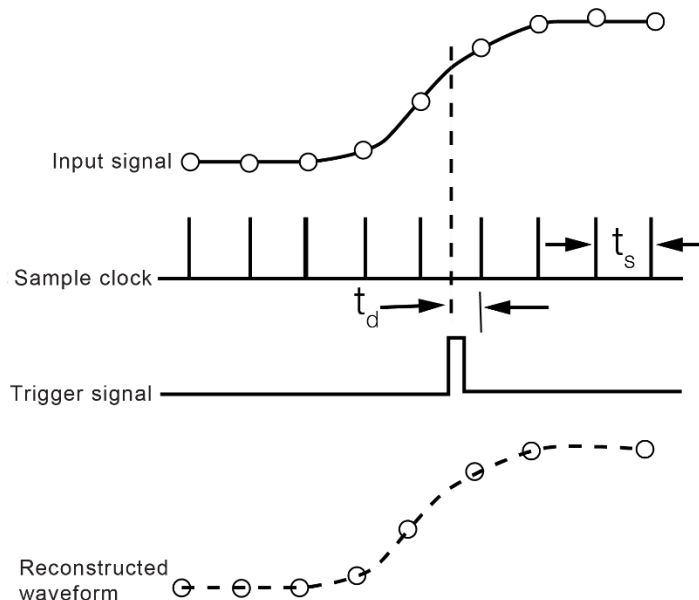 Input signal
t_s
Sample clock
t_d
Trigger signal
Reconstructed
waveform